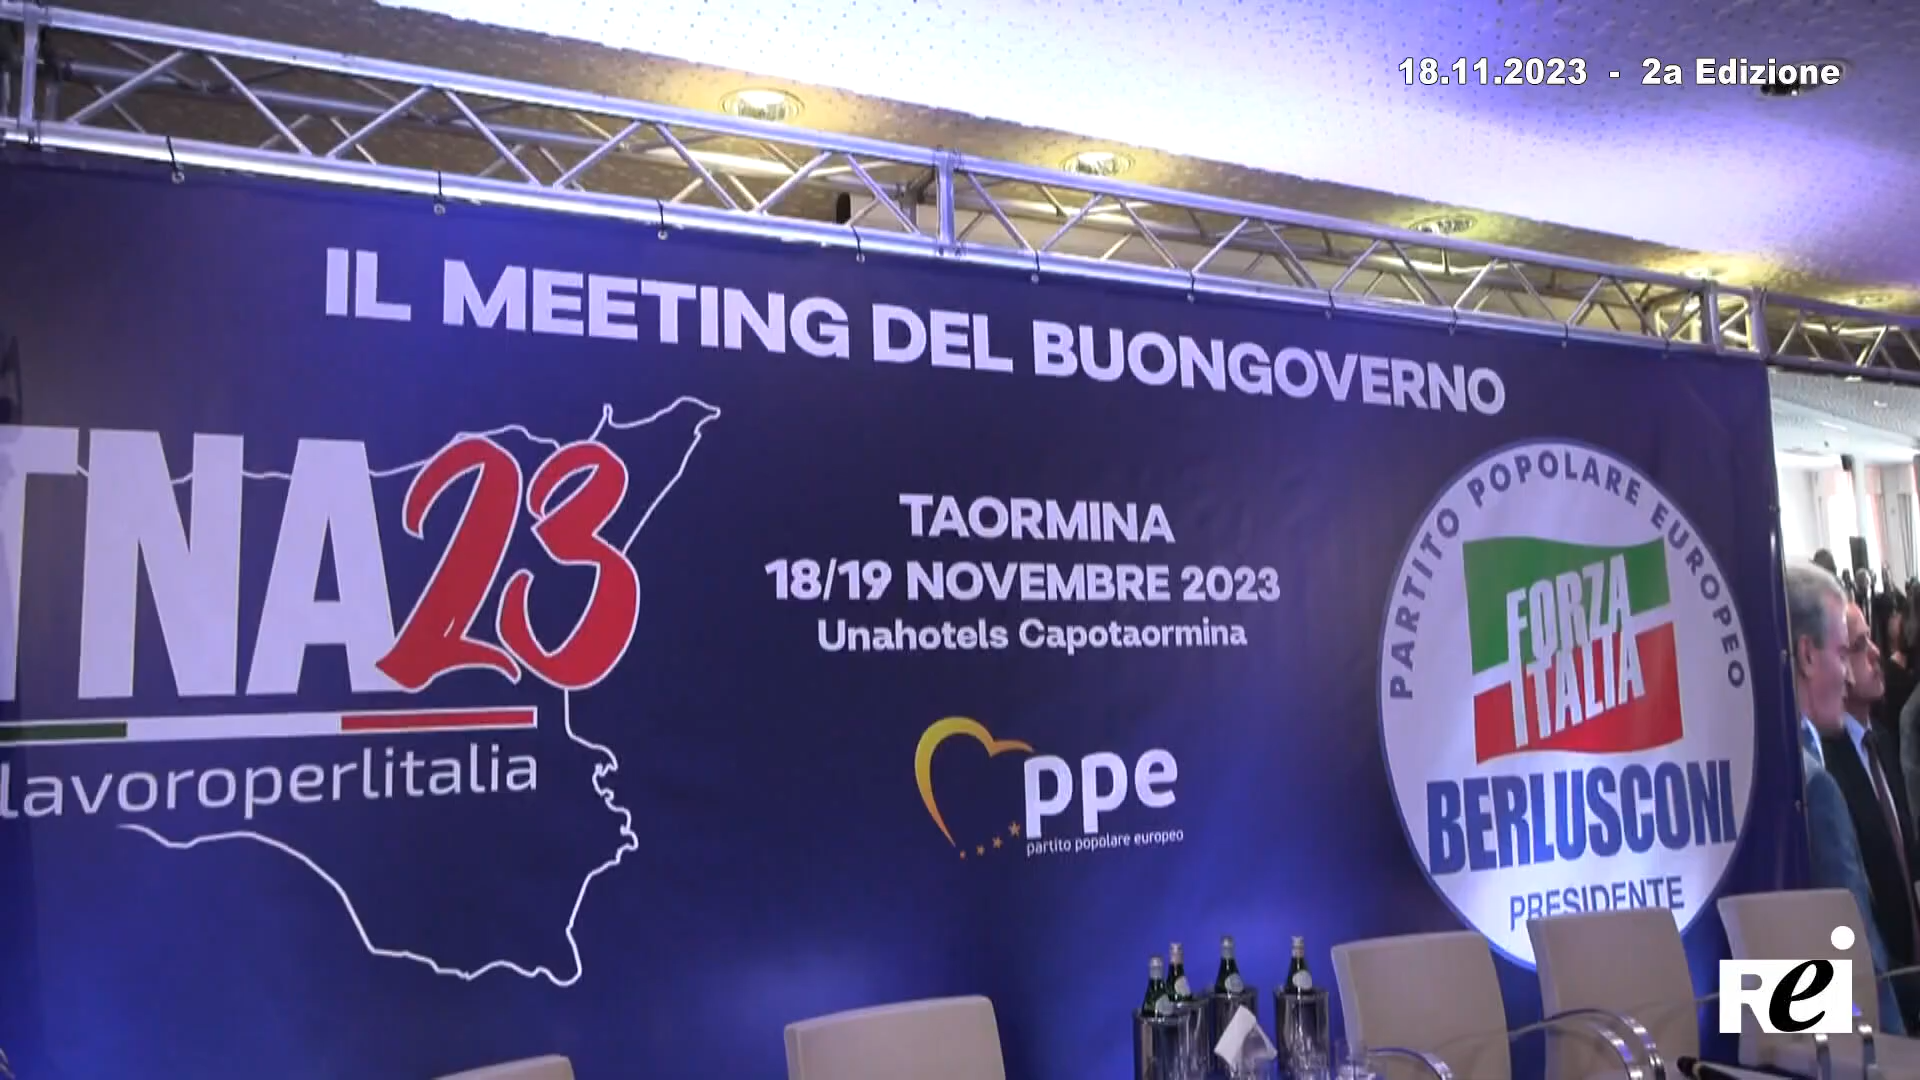 18.11.2023 - 2a Edizione
IL MEETING DEL BUONGOVERNO
TNA23
lavoroperlitalia
TAORMINA
18/19 NOVEMBRE 2023
Unahotels Capotaormina
ppe
partito popolare europeo
PARTITO POPOLARE EUROPEO
FORZA
ITALIA
BERLUSCONI
PRESIDENTE
Rei